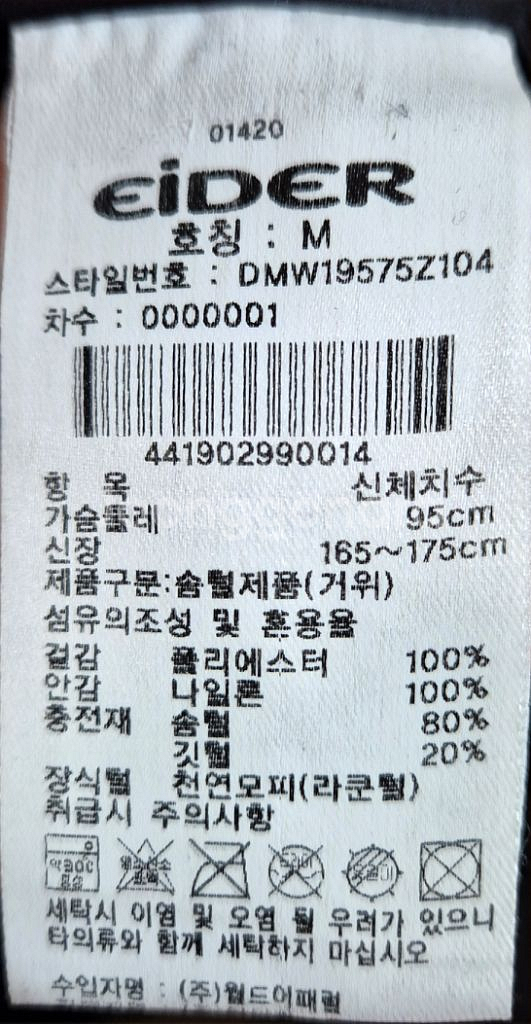 01420
EiDER
호칭 : M
스타일번호 : DMW19575Z104
차수 : 0000001
441902990014
항 목 신체치수
가슴둘레 95cm
신장 165~175cm
제품구분:솜털제품(거위)
섬유의조성 및 혼용율
겉감 폴리에스터 100%
안감 나일론 100%
충전재 솜털 80%
깃털 20%
장식털 천연모피(라쿤털)
취급시 주의사항
세탁시 이염 및 오염 될 우려가 있으니
타의류와 함께 세탁하지 마십시오
수입자명 : (주)월드어패럴